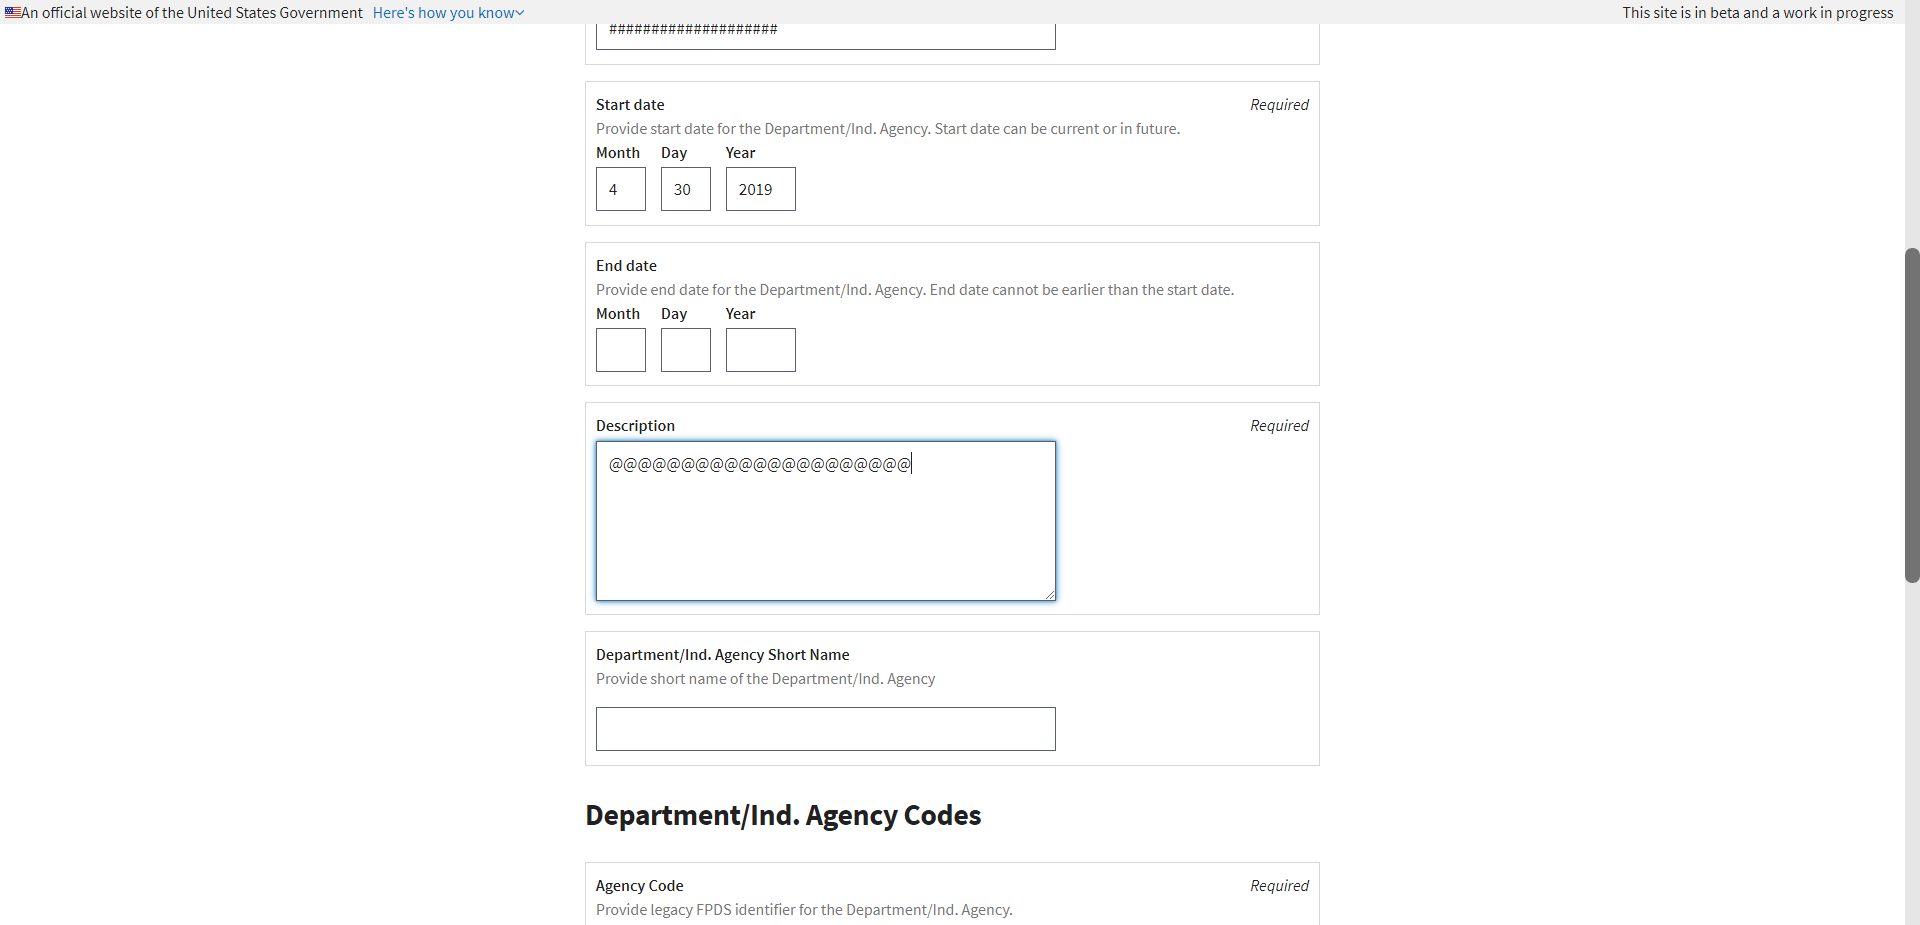 An official website of the United States Government Here's how you know This site is in beta and a work in progress
####################
Start date Required
Provide start date for the Department/Ind. Agency. Start date can be current or in future.
Month Day Year
4 30 2019
End date
Provide end date for the Department/Ind. Agency. End date cannot be earlier than the start date.
Month Day Year
Description Required
@@@@@@@@@@@@@@@@@@@@@
Department/Ind. Agency Short Name
Provide short name of the Department/Ind. Agency
Department/Ind. Agency Codes
Agency Code Required
Provide legacy FPDS identifier for the Department/Ind. Agency.